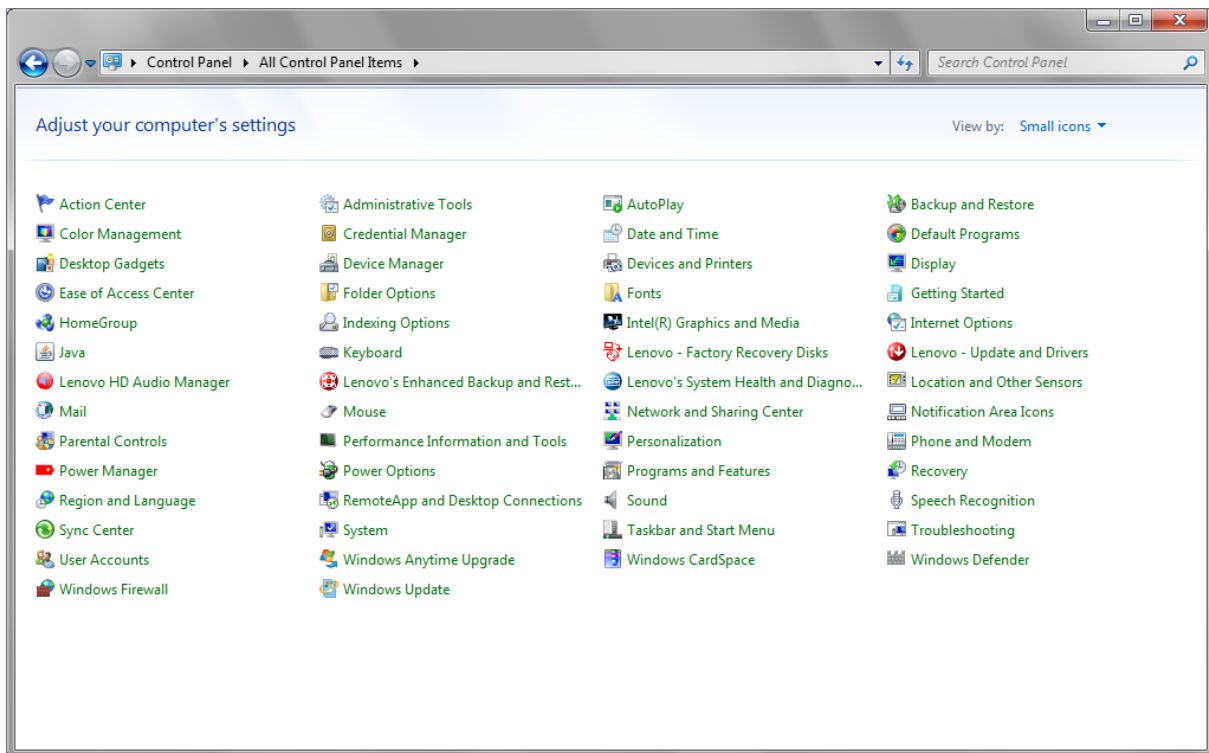 Control Panel All Control Panel Items Search Control Panel
Adjust your computer's settings View by: Small icons
Action Center Administrative Tools AutoPlay Backup and Restore
Color Management Credential Manager Date and Time Default Programs
Desktop Gadgets Device Manager Devices and Printers Display
Ease of Access Center Folder Options Fonts Getting Started
HomeGroup Indexing Options Intel(R) Graphics and Media Internet Options
Java Keyboard Lenovo - Factory Recovery Disks Lenovo - Update and Drivers
Lenovo HD Audio Manager Lenovo's Enhanced Backup and Rest... Lenovo's System Health and Diagno... Location and Other Sensors
Mail Mouse Network and Sharing Center Notification Area Icons
Parental Controls Performance Information and Tools Personalization Phone and Modem
Power Manager Power Options Programs and Features Recovery
Region and Language RemoteApp and Desktop Connections Sound Speech Recognition
Sync Center System Taskbar and Start Menu Troubleshooting
User Accounts Windows Anytime Upgrade Windows CardSpace Windows Defender
Windows Firewall Windows Update